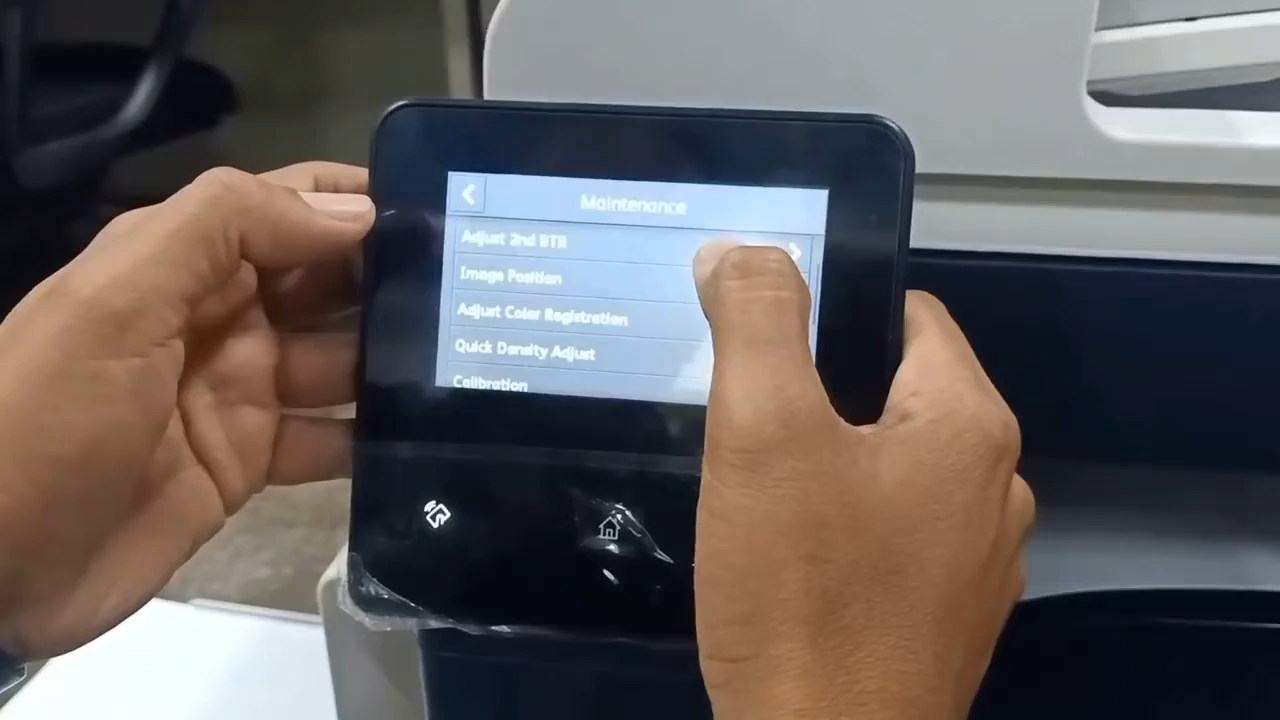 Maintenance
Adjust 2nd BTR
Image Position
Adjust Color Registration
Quick Density Adjust
Calibration